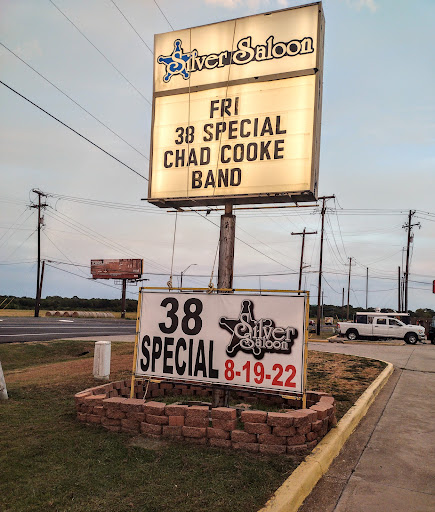 Silver Saloon
FRI
38 SPECIAL
CHAD COOKE
BAND
38
SPECIAL
Silver
Saloon
8-19-22